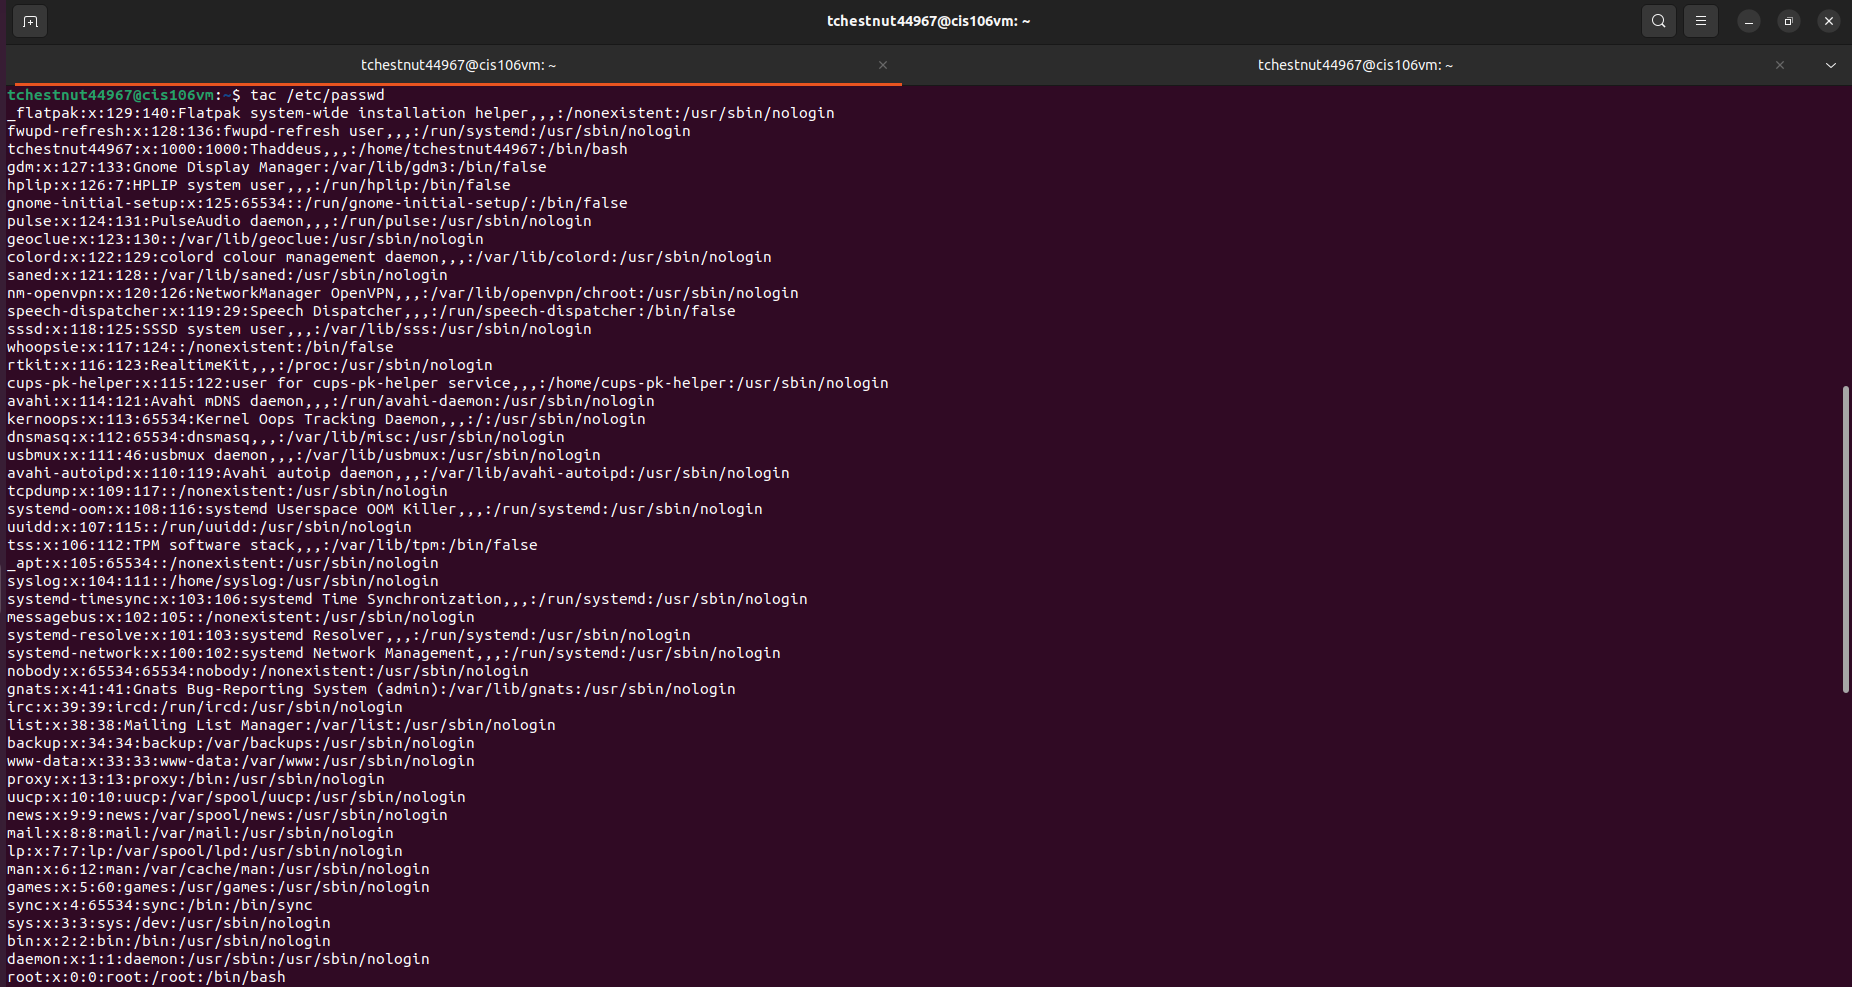 tchestnut44967@cis106vm: ~
tchestnut44967@cis106vm: ~
tchestnut44967@cis106vm: ~
tchestnut44967@cis106vm:~$ tac /etc/passwd
_flatpak:x:129:140:Flatpak system-wide installation helper,,,:/nonexistent:/usr/sbin/nologin
fwupd-refresh:x:128:136:fwupd-refresh user,,,:/run/systemd:/usr/sbin/nologin
tchestnut44967:x:1000:1000:Thaddeus,,,:/home/tchestnut44967:/bin/bash
gdm:x:127:133:Gnome Display Manager:/var/lib/gdm3:/bin/false
hplip:x:126:7:HPLIP system user,,,:/run/hplip:/bin/false
gnome-initial-setup:x:125:65534::/run/gnome-initial-setup/:/bin/false
pulse:x:124:131:PulseAudio daemon,,,:/run/pulse:/usr/sbin/nologin
geoclue:x:123:130::/var/lib/geoclue:/usr/sbin/nologin
colord:x:122:129:colord colour management daemon,,,:/var/lib/colord:/usr/sbin/nologin
saned:x:121:128::/var/lib/saned:/usr/sbin/nologin
nm-openvpn:x:120:126:NetworkManager OpenVPN,,,:/var/lib/openvpn/chroot:/usr/sbin/nologin
speech-dispatcher:x:119:29:Speech Dispatcher,,,:/run/speech-dispatcher:/bin/false
sssd:x:118:125:SSSD system user,,,:/var/lib/sss:/usr/sbin/nologin
whoopsie:x:117:124::/nonexistent:/bin/false
rtkit:x:116:123:RealtimeKit,,,:/proc:/usr/sbin/nologin
cups-pk-helper:x:115:122:user for cups-pk-helper service,,,:/home/cups-pk-helper:/usr/sbin/nologin
avahi:x:114:121:Avahi mDNS daemon,,,:/run/avahi-daemon:/usr/sbin/nologin
kernoops:x:113:65534:Kernel Oops Tracking Daemon,,,:/:/usr/sbin/nologin
dnsmasq:x:112:65534:dnsmasq,,,:/var/lib/misc:/usr/sbin/nologin
usbmux:x:111:46:usbmux daemon,,,:/var/lib/usbmux:/usr/sbin/nologin
avahi-autoipd:x:110:119:Avahi autoip daemon,,,:/var/lib/avahi-autoipd:/usr/sbin/nologin
tcpdump:x:109:117::/nonexistent:/usr/sbin/nologin
systemd-oom:x:108:116:systemd Userspace OOM Killer,,,:/run/systemd:/usr/sbin/nologin
uuidd:x:107:115::/run/uuidd:/usr/sbin/nologin
tss:x:106:112:TPM software stack,,,:/var/lib/tpm:/bin/false
_apt:x:105:65534::/nonexistent:/usr/sbin/nologin
syslog:x:104:111::/home/syslog:/usr/sbin/nologin
systemd-timesync:x:103:106:systemd Time Synchronization,,,:/run/systemd:/usr/sbin/nologin
messagebus:x:102:105::/nonexistent:/usr/sbin/nologin
systemd-resolve:x:101:103:systemd Resolver,,,:/run/systemd:/usr/sbin/nologin
systemd-network:x:100:102:systemd Network Management,,,:/run/systemd:/usr/sbin/nologin
nobody:x:65534:65534:nobody:/nonexistent:/usr/sbin/nologin
gnats:x:41:41:Gnats Bug-Reporting System (admin):/var/lib/gnats:/usr/sbin/nologin
irc:x:39:39:ircd:/run/ircd:/usr/sbin/nologin
list:x:38:38:Mailing List Manager:/var/list:/usr/sbin/nologin
backup:x:34:34:backup:/var/backups:/usr/sbin/nologin
www-data:x:33:33:www-data:/var/www:/usr/sbin/nologin
proxy:x:13:13:proxy:/bin:/usr/sbin/nologin
uucp:x:10:10:uucp:/var/spool/uucp:/usr/sbin/nologin
news:x:9:9:news:/var/spool/news:/usr/sbin/nologin
mail:x:8:8:mail:/var/mail:/usr/sbin/nologin
lp:x:7:7:lp:/var/spool/lpd:/usr/sbin/nologin
man:x:6:12:man:/var/cache/man:/usr/sbin/nologin
games:x:5:60:games:/usr/games:/usr/sbin/nologin
sync:x:4:65534:sync:/bin:/bin/sync
sys:x:3:3:sys:/dev:/usr/sbin/nologin
bin:x:2:2:bin:/bin:/usr/sbin/nologin
daemon:x:1:1:daemon:/usr/sbin:/usr/sbin/nologin
root:x:0:0:root:/root:/bin/bash